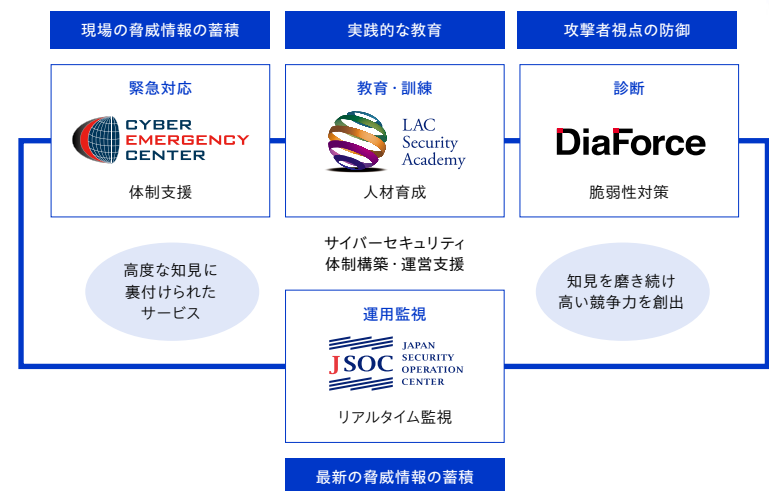 現場の脅威情報の蓄積
実践的な教育
攻撃者視点の防御
緊急対応
CYBER
EMERGENCY
CENTER
体制支援
教育・訓練
LAC
Security
Academy
人材育成
診断
DiaForce
脆弱性対策
高度な知見に
裏付けられた
サービス
サイバーセキュリティ
体制構築・運営支援
知見を磨き続け
高い競争力を創出
運用監視
JSOC
JAPAN
SECURITY
OPERATION
CENTER
リアルタイム監視
最新の脅威情報の蓄積